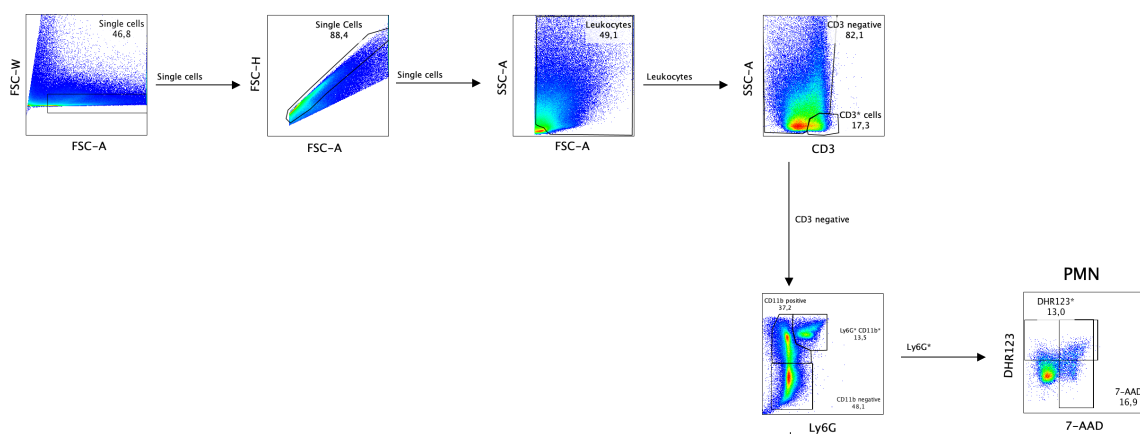 Single cells
46,8
FSC-W
FSC-A
Single cells
Single Cells
88,4
FSC-H
FSC-A
Single cells
Leukocytes
49,1
SSC-A
FSC-A
Leukocytes
CD3 negative
82,1
CD3* cells
17,3
SSC-A
CD3
CD3 negative
CD11b positive
37,2
Ly6G* CD11b*
13,5
CD11b negative
48,1
Ly6G
Ly6G*
PMN
DHR123*
13,0
DHR123
7-AAD
16,9
7-AAD